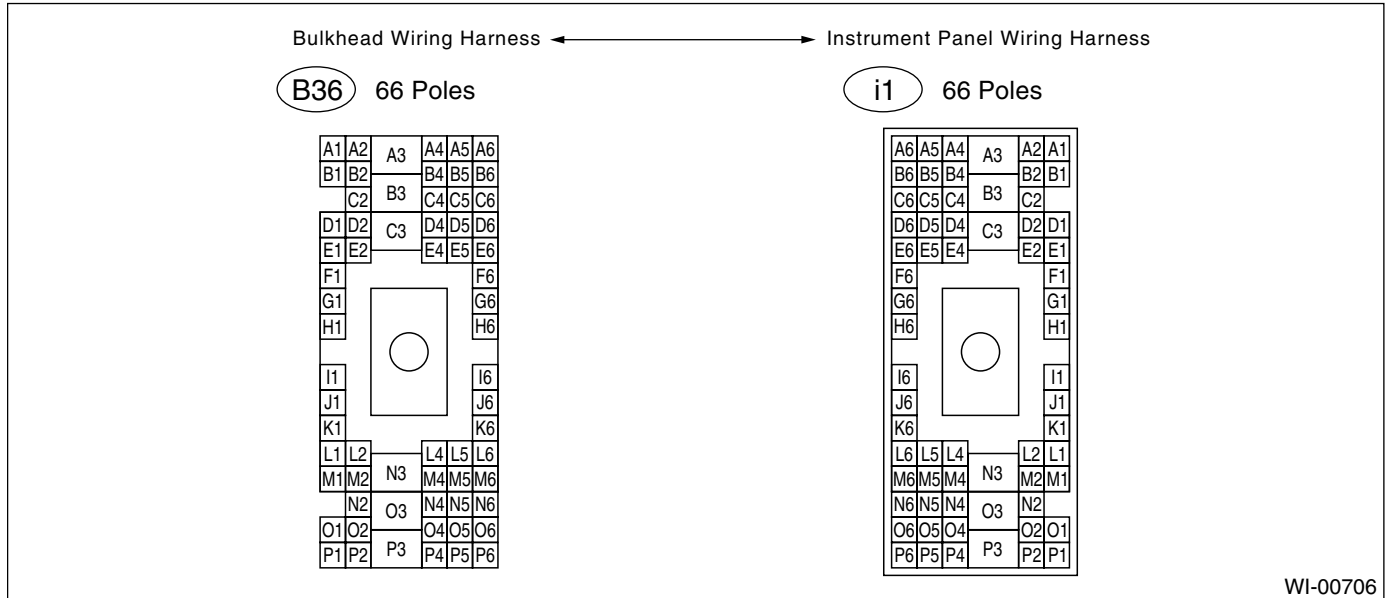 Bulkhead Wiring Harness Instrument Panel Wiring Harness
B36 66 Poles i1 66 Poles
A1 A2 A3 A4 A5 A6 A6 A5 A4 A3 A2 A1
B1 B2 B4 B5 B6 B6 B5 B4 B2 B1
B3 B3
C2 C4 C5 C6 C6 C5 C4 C2
D1 D2 C3 D4 D5 D6 D6 D5 D4 C3 D2 D1
E1 E2 E4 E5 E6 E6 E5 E4 E2 E1
F1 F6 F6 F1
G1 G6 G6 G1
H1 H6 H6 H1
I1 I6 I6 I1
J1 J6 J6 J1
K1 K6 K6 K1
L1 L2 L4 L5 L6 L6 L5 L4 L2 L1
M1 M2 N3 M4 M5 M6 M6 M5 M4 N3 M2 M1
N2 N4 N5 N6 N6 N5 N4 N2
O3 O3
O1 O2 O4 O5 O6 O6 O5 O4 O2 O1
P1 P2 P3 P4 P5 P6 P6 P5 P4 P3 P2 P1
WI-00706